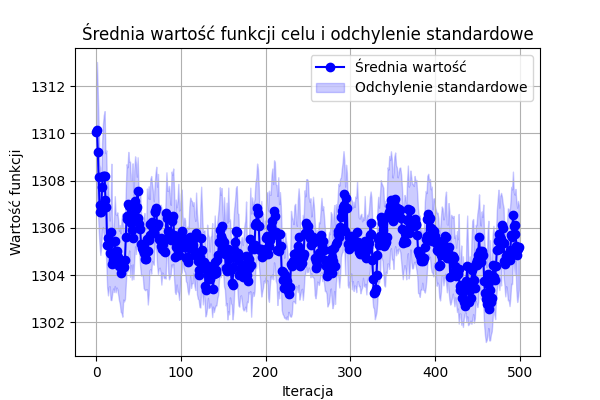 Średnia wartość funkcji celu i odchylenie standardowe
Średnia wartość
Odchylenie standardowe
Wartość funkcji
1312
1310
1308
1306
1304
1302
0 100 200 300 400 500
Iteracja